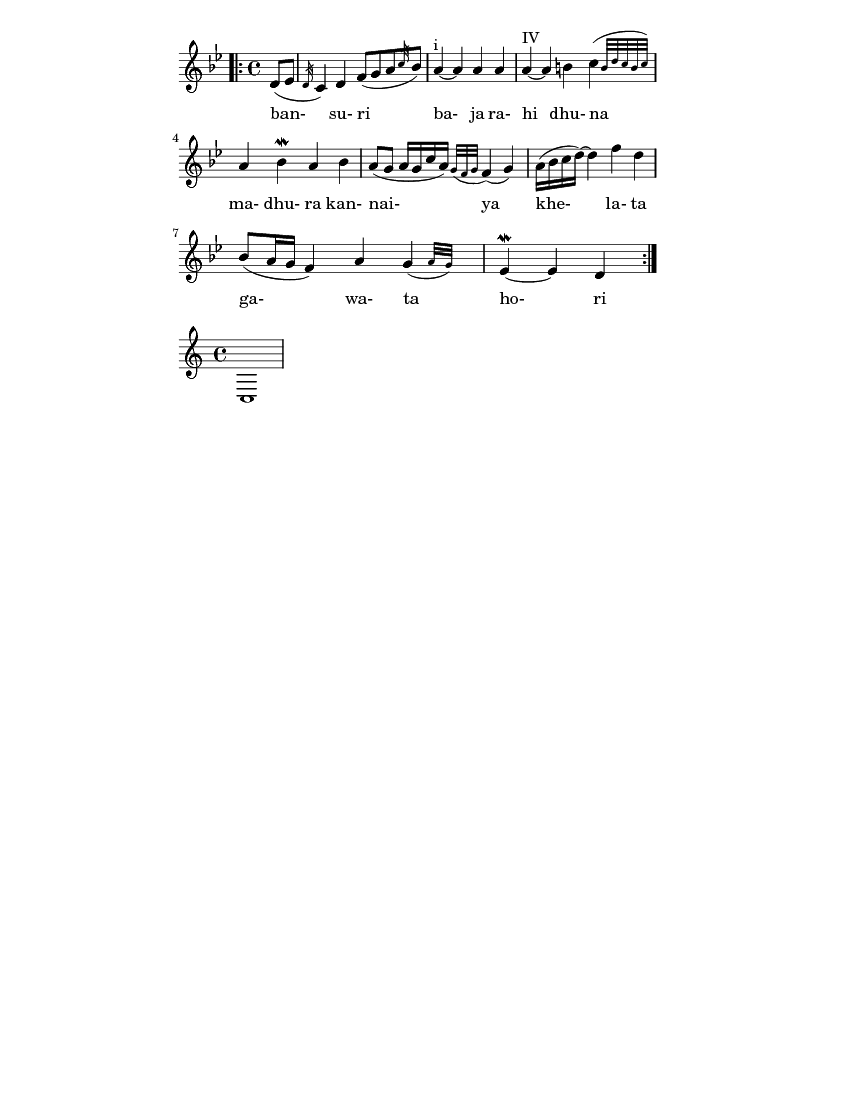 i IV
ban- su- ri ba- ja ra- hi dhu- na
4
ma- dhu- ra kan- nai- ya khe- la- ta
7
ga- wa- ta ho- ri